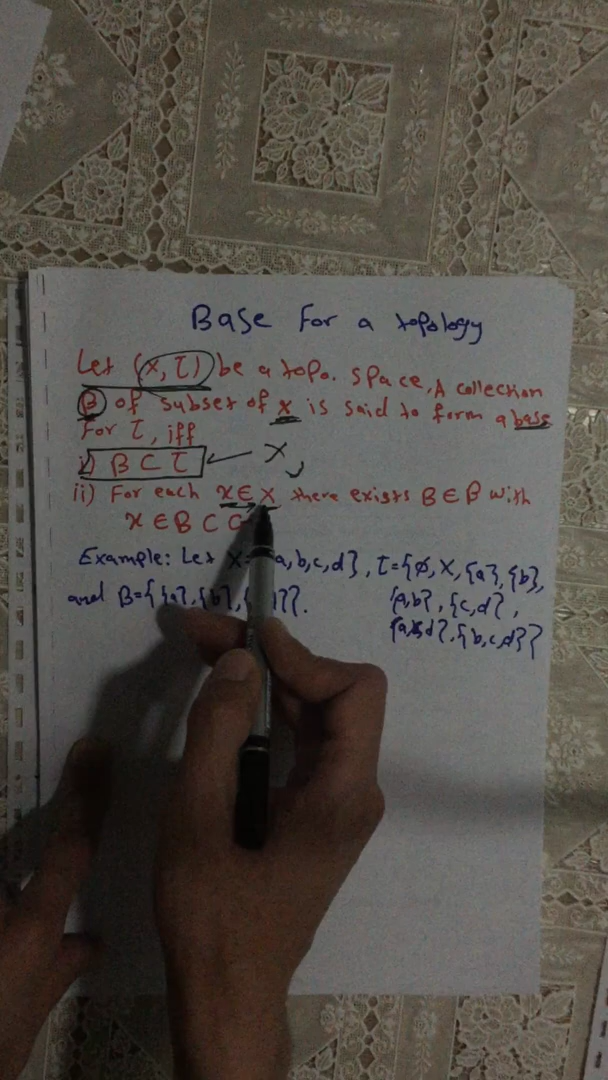 Base For a topology
Let (X, τ) be a topo. space, A collection
B of subset of X is said to form a base
For τ, iff
i) B ⊂ τ X
ii) For each x ∈ X there exists B ∈ B with
x ∈ B ⊂ G
Example: Let X = a, b, c, d}, τ = {∅, X, {a}, {b},
and B = {{a}, {b}, { }}. {a,b}, {c,d},
{a,c,d}, {b,c,d}}